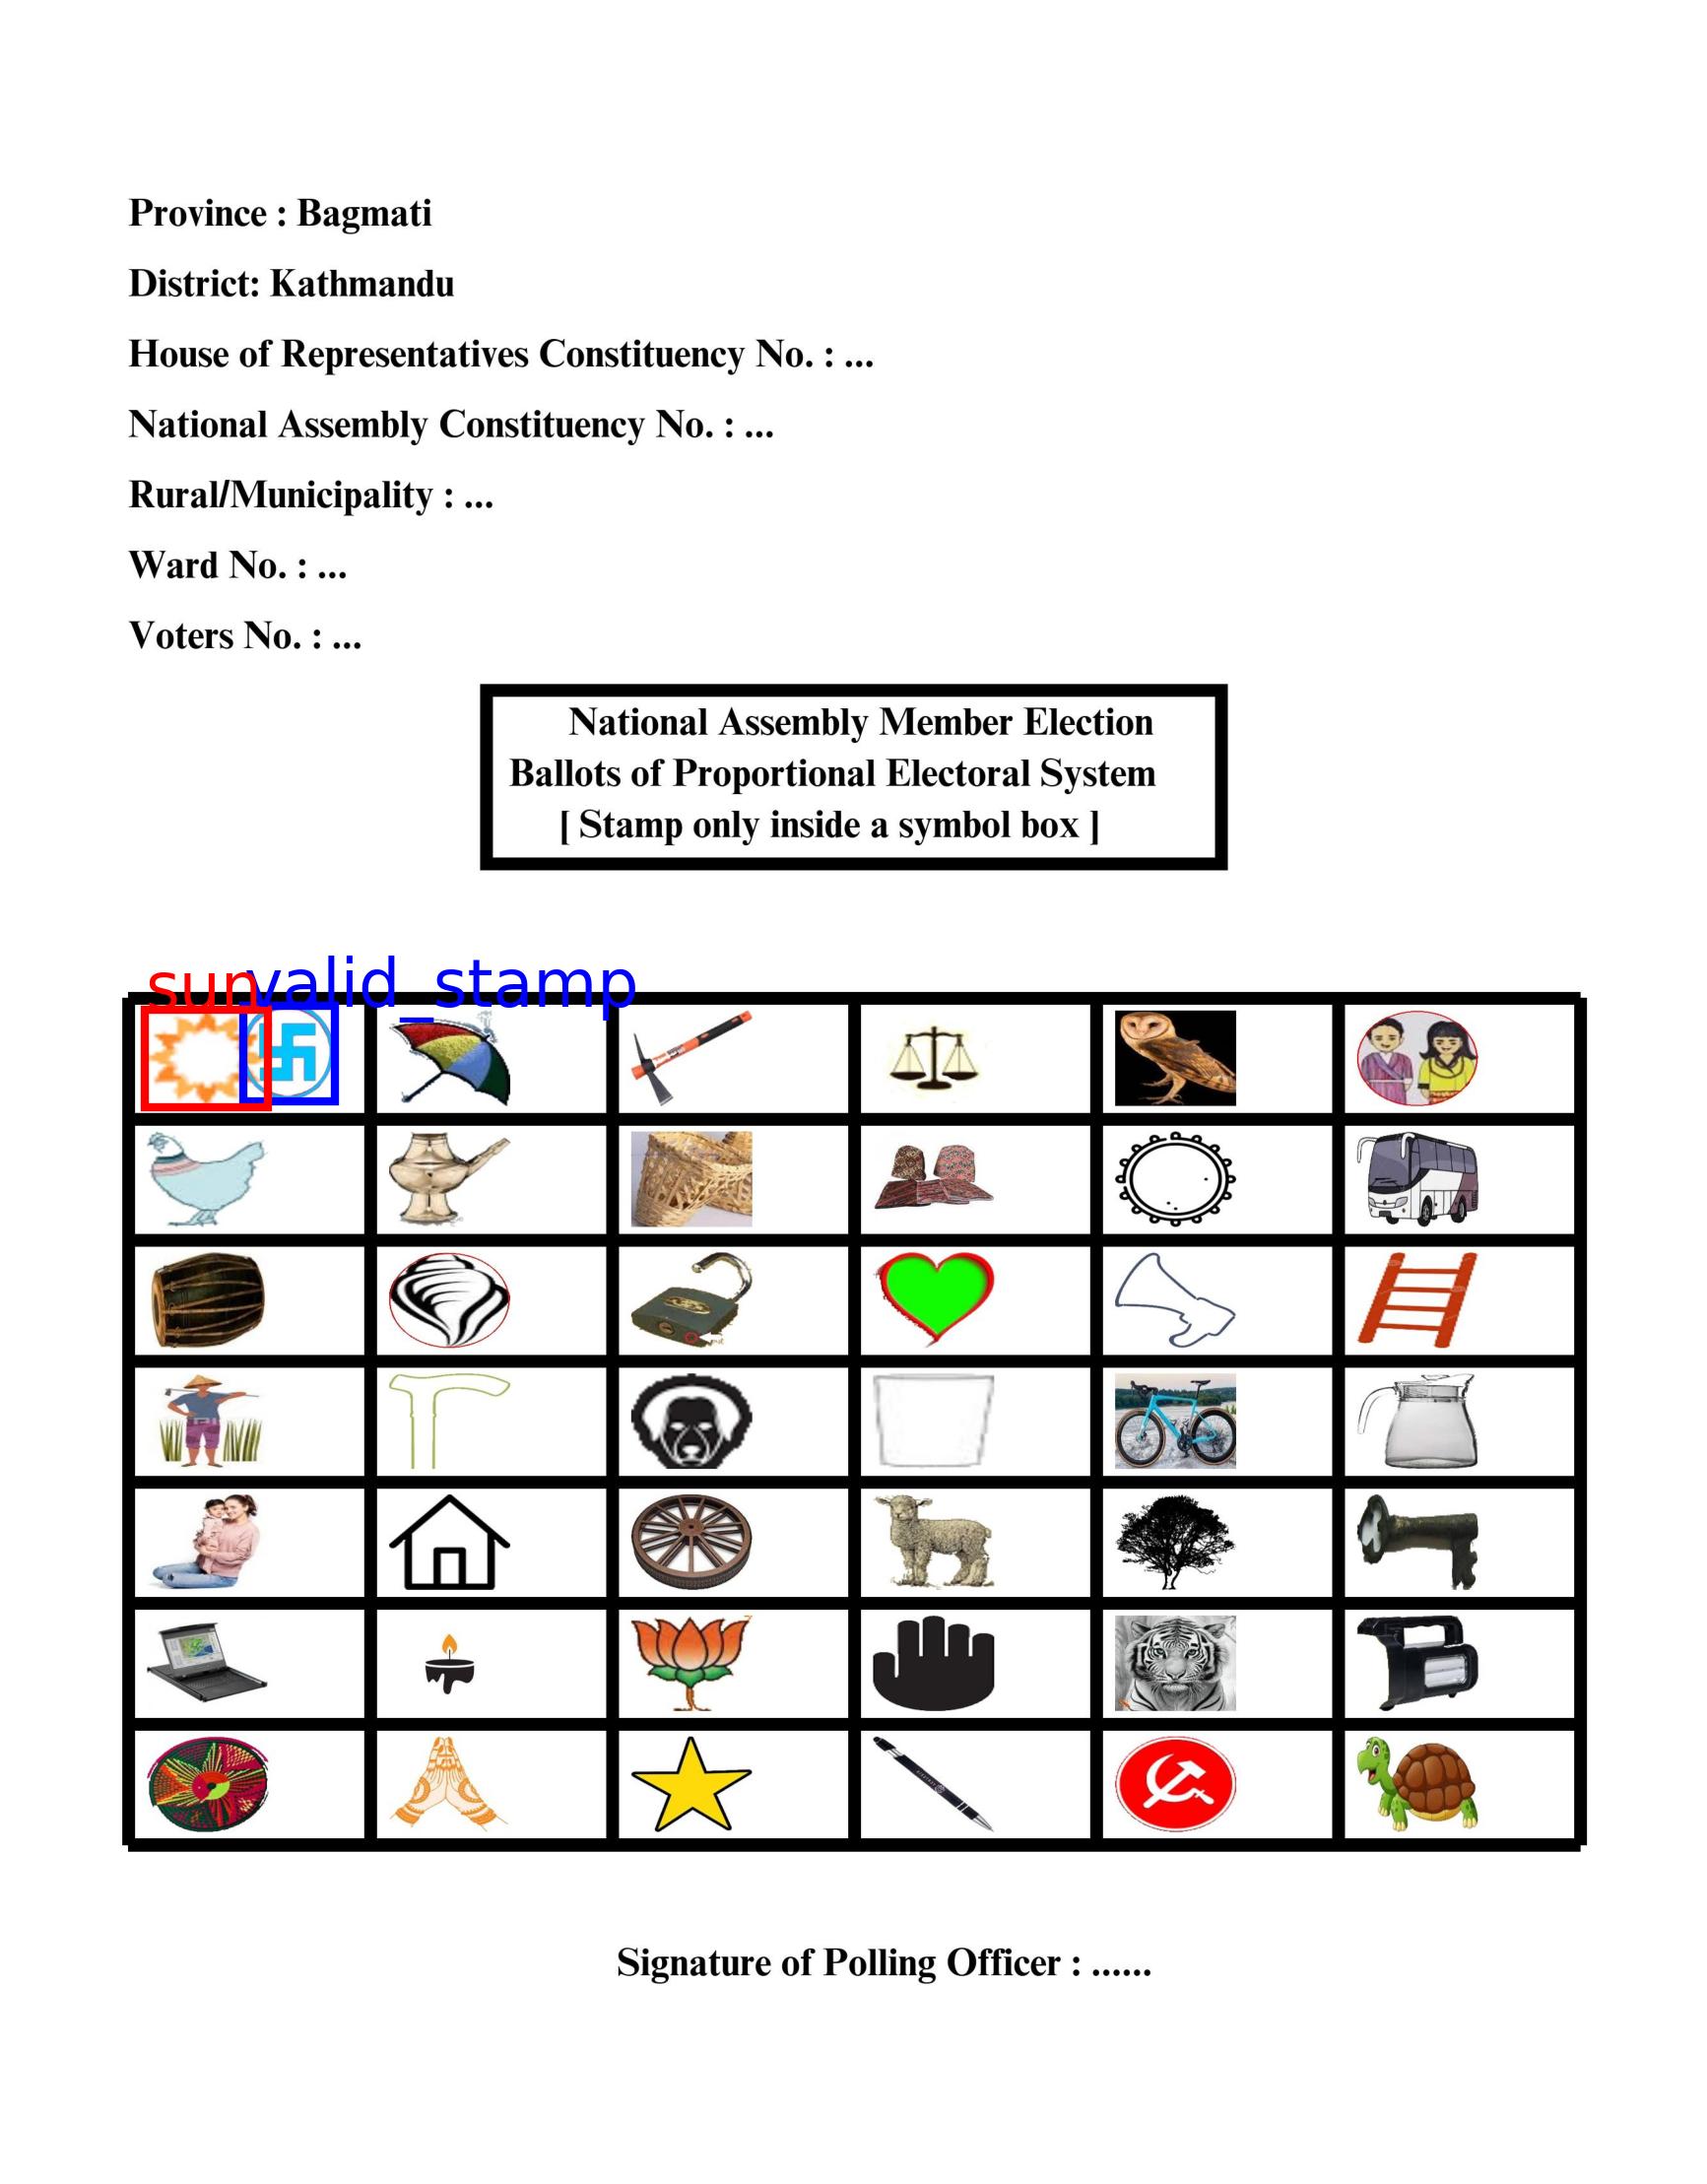 Province : Bagmati
District: Kathmandu
House of Representatives Constituency No. : ...
National Assembly Constituency No. : ...
Rural/Municipality : ...
Ward No. : ...
Voters No. : ...
National Assembly Member Election
Ballots of Proportional Electoral System
[ Stamp only inside a symbol box ]
sun valid_stamp
Signature of Polling Officer : ......